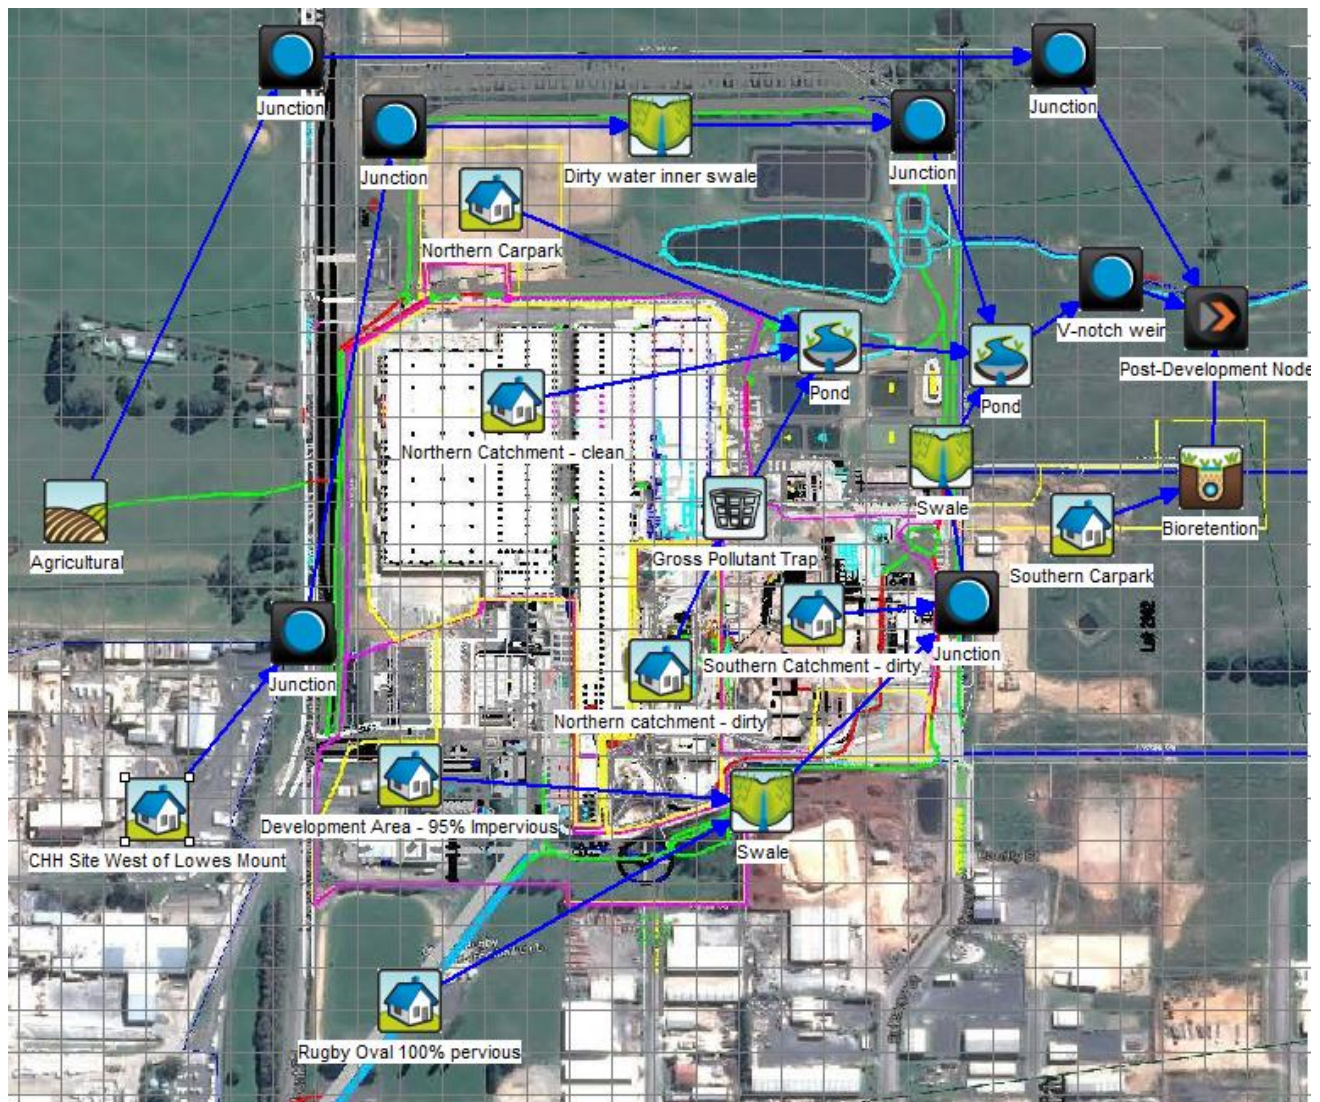 Junction
Junction
Junction
Dirty water inner swale
Junction
Northern Carpark
V-notch weir
Post-Development Node
Pond
Pond
Northern Catchment - clean
Swale
Bioretention
Agricultural
Gross Pollutant Trap
Southern Carpark
Southern Catchment - dirty
Junction
Junction
Northern catchment - dirty
Development Area - 95% Impervious
CHH Site West of Lowes Mount
Swale
Rugby Oval 100% pervious